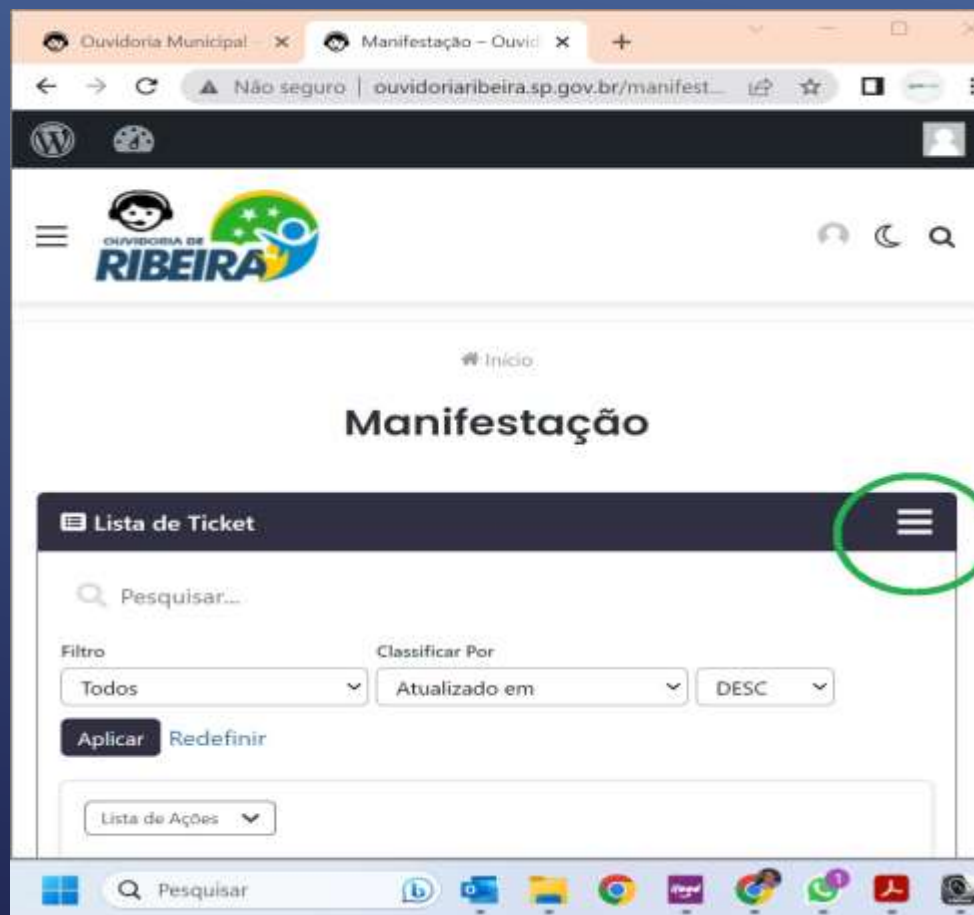 Ouvidoria Municipal
Manifestação – Ouvid
Não seguro | ouvidoriaribeira.sp.gov.br/manifest...
OUVIDORIA DE
RIBEIRA
Início
Manifestação
Lista de Ticket
Pesquisar...
Filtro
Classificar Por
Todos
Atualizado em
DESC
Aplicar
Redefinir
Lista de Ações
Pesquisar
1